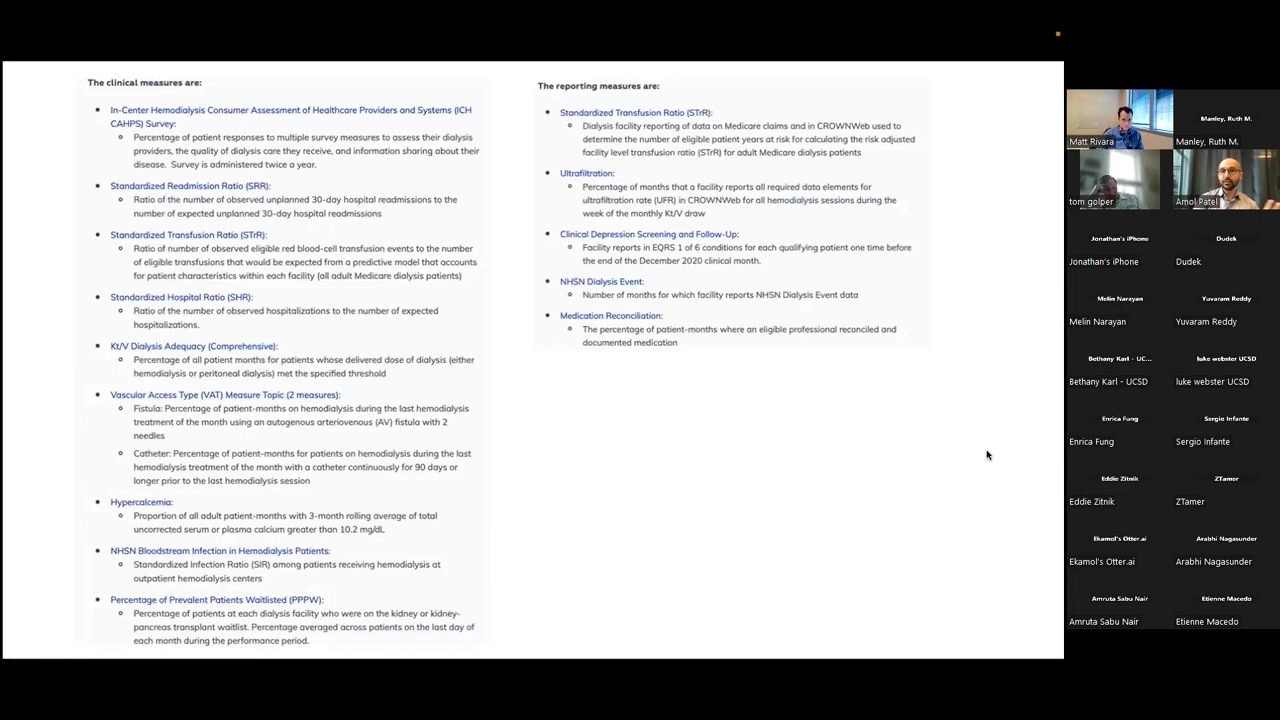 The clinical measures are:
In-Center Hemodialysis Consumer Assessment of Healthcare Providers and Systems (ICH
CAHPS) Survey:
Percentage of patient responses to multiple survey measures to assess their dialysis
providers, the quality of dialysis care they receive, and information sharing about their
disease. Survey is administered twice a year.
Standardized Readmission Ratio (SRR):
Ratio of the number of observed unplanned 30-day hospital readmissions to the
number of expected unplanned 30-day hospital readmissions
Standardized Transfusion Ratio (STrR):
Ratio of number of observed eligible red blood-cell transfusion events to the number
of eligible transfusions that would be expected from a predictive model that accounts
for patient characteristics within each facility (all adult Medicare dialysis patients)
Standardized Hospital Ratio (SHR):
Ratio of the number of observed hospitalizations to the number of expected
hospitalizations.
Kt/V Dialysis Adequacy (Comprehensive):
Percentage of all patient months for patients whose delivered dose of dialysis (either
hemodialysis or peritoneal dialysis) met the specified threshold
Vascular Access Type (VAT) Measure Topic (2 measures):
Fistula: Percentage of patient-months on hemodialysis during the last hemodialysis
treatment of the month using an autogenous arteriovenous (AV) fistula with 2
needles
Catheter: Percentage of patient-months for patients on hemodialysis during the last
hemodialysis treatment of the month with a catheter continuously for 90 days or
longer prior to the last hemodialysis session
Hypercalcemia:
Proportion of all adult patient-months with 3-month rolling average of total
uncorrected serum or plasma calcium greater than 10.2 mg/dL
NHSN Bloodstream Infection in Hemodialysis Patients:
Standardized Infection Ratio (SIR) among patients receiving hemodialysis at
outpatient hemodialysis centers
Percentage of Prevalent Patients Waitlisted (PPPW):
Percentage of patients at each dialysis facility who were on the kidney or kidney-
pancreas transplant waitlist. Percentage averaged across patients on the last day of
each month during the performance period.
The reporting measures are:
Standardized Transfusion Ratio (STrR):
Dialysis facility reporting of data on Medicare claims and in CROWNWeb used to
determine the number of eligible patient years at risk for calculating the risk adjusted
facility level transfusion ratio (STrR) for adult Medicare dialysis patients
Ultrafiltration:
Percentage of months that a facility reports all required data elements for
ultrafiltration rate (UFR) in CROWNWeb for all hemodialysis sessions during the
week of the monthly Kt/V draw
Clinical Depression Screening and Follow-Up:
Facility reports in EQRS 1 of 6 conditions for each qualifying patient one time before
the end of the December 2020 clinical month.
NHSN Dialysis Event:
Number of months for which facility reports NHSN Dialysis Event data
Medication Reconciliation:
The percentage of patient-months where an eligible professional reconciled and
documented medication
Manley, Ruth M.
Matt Rivara
Manley, Ruth M.
tom golper
Amol Patel
Jonathan's iPhone
Dudek
Jonathan's iPhone
Dudek
Melin Narayan
Yuvaram Reddy
Melin Narayan
Yuvaram Reddy
Bethany Karl - UC...
luke webster UCSD
Bethany Karl - UCSD
luke webster UCSD
Enrica Fung
Sergio Infante
Enrica Fung
Sergio Infante
Eddie Zitnik
ZTamer
Eddie Zitnik
ZTamer
Ekamol's Otter.ai
Arabhi Nagasunder
Ekamol's Otter.ai
Arabhi Nagasunder
Amruta Sabu Nair
Etienne Macedo
Amruta Sabu Nair
Etienne Macedo